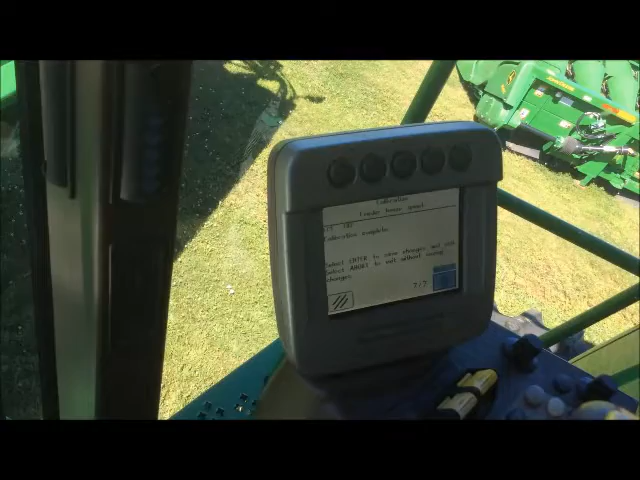 Calibration
Feeder house speed
Calibration complete.
Select ENTER to save changes and exit
Select ABORT to exit without saving
changes.
7/7